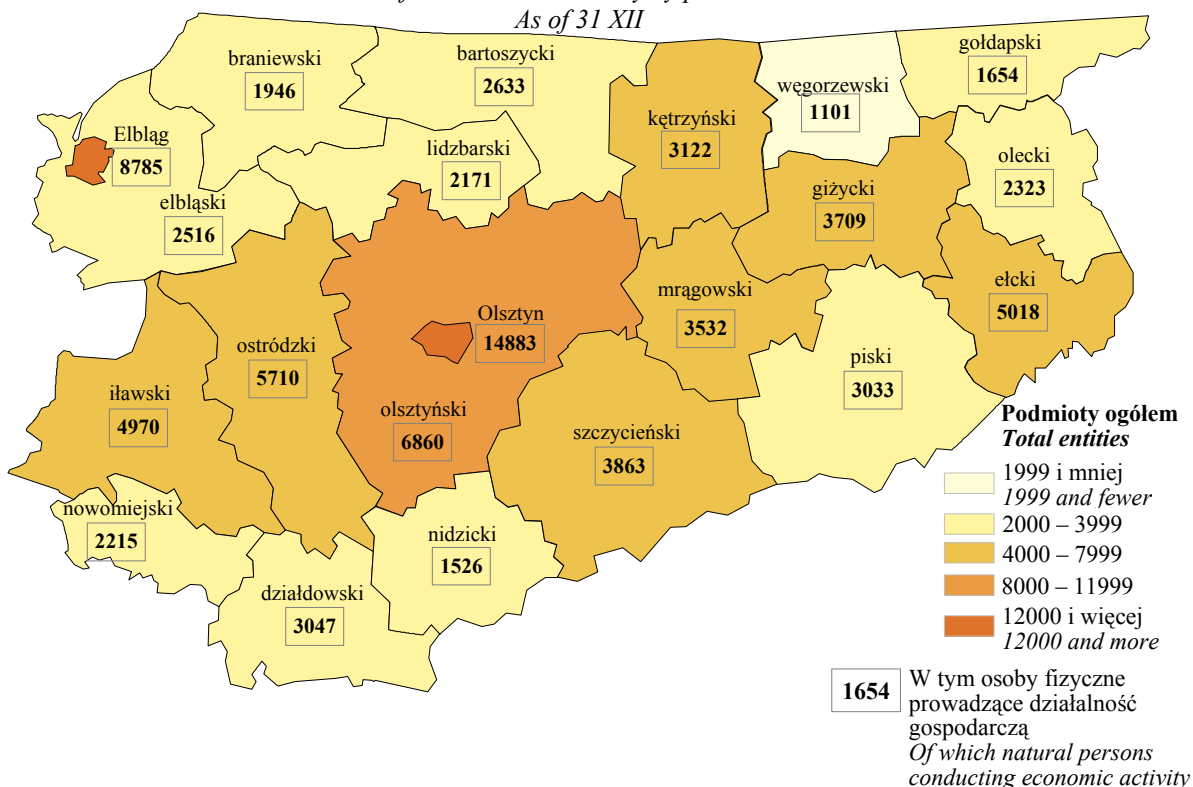 As of 31 XII
braniewski
1946
bartoszycki
2633
gołdapski
1654
węgorzewski
1101
kętrzyński
3122
Elbląg
8785
lidzbarski
2171
olecki
2323
elbląski
2516
giżycki
3709
ełcki
5018
mrągowski
3532
Olsztyn
14883
ostródzki
5710
piski
3033
iławski
4970
olsztyński
6860
szczycieński
3863
nowomiejski
2215
nidzicki
1526
działdowski
3047
Podmioty ogółem
Total entities
1999 i mniej
1999 and fewer
2000 – 3999
4000 – 7999
8000 – 11999
12000 i więcej
12000 and more
1654
W tym osoby fizyczne
prowadzące działalność
gospodarczą
Of which natural persons
conducting economic activity